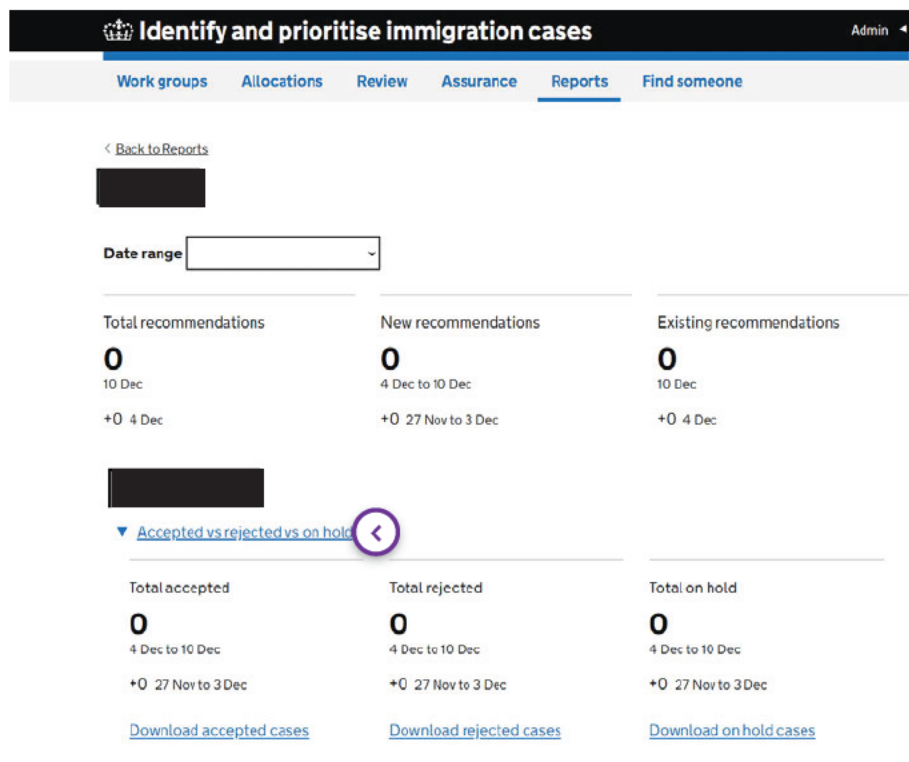 Identify and prioritise immigration cases
Admin
Work groups Allocations Review Assurance Reports Find someone
Back to Reports
Date range
Total recommendations New recommendations Existing recommendations
0 0 0
10 Dec 4 Dec to 10 Dec 10 Dec
+0 4 Dec +0 27 Nov to 3 Dec +0 4 Dec
Accepted vs rejected vs on hold
Total accepted Total rejected Total on hold
0 0 0
4 Dec to 10 Dec 4 Dec to 10 Dec 4 Dec to 10 Dec
+0 27 Nov to 3 Dec +0 27 Nov to 3 Dec +0 27 Nov to 3 Dec
Download accepted cases Download rejected cases Download on hold cases